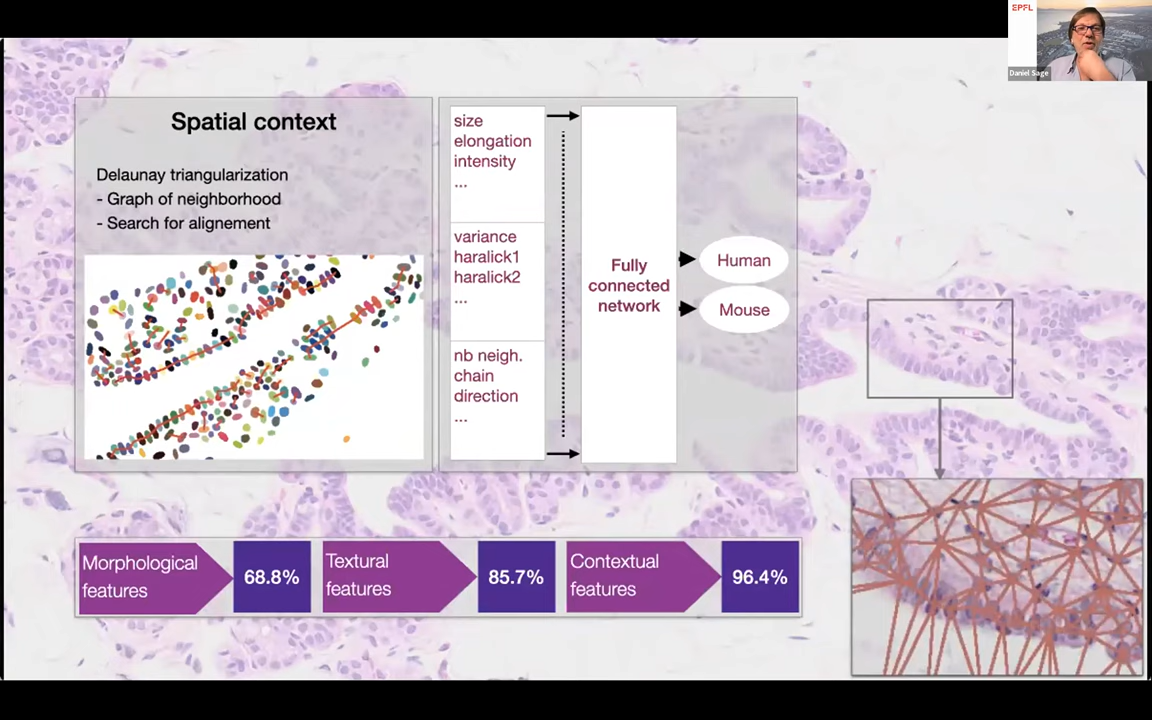 EPFL
Daniel Sage
Spatial context
Delaunay triangularization
- Graph of neighborhood
- Search for alignement
size
elongation
intensity
...
variance
haralick1
haralick2
...
nb neigh.
chain
direction
...
Fully
connected
network
Human
Mouse
Morphological
features
68.8%
Textural
features
85.7%
Contextual
features
96.4%